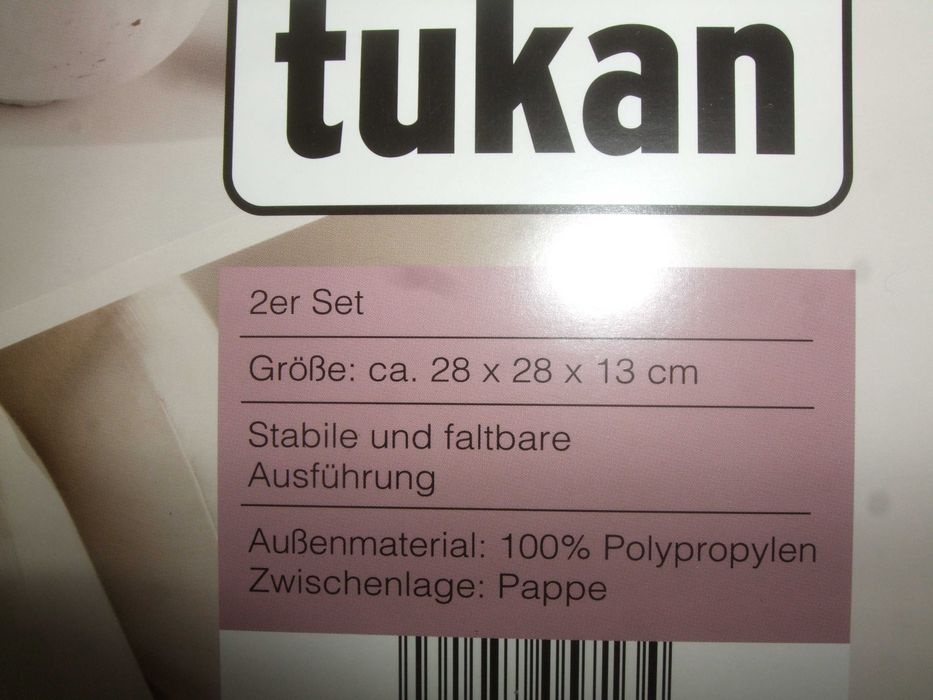 tukan
2er Set
Größe: ca. 28 x 28 x 13 cm
Stabile und faltbare
Ausführung
Außenmaterial: 100% Polypropylen
Zwischenlage: Pappe